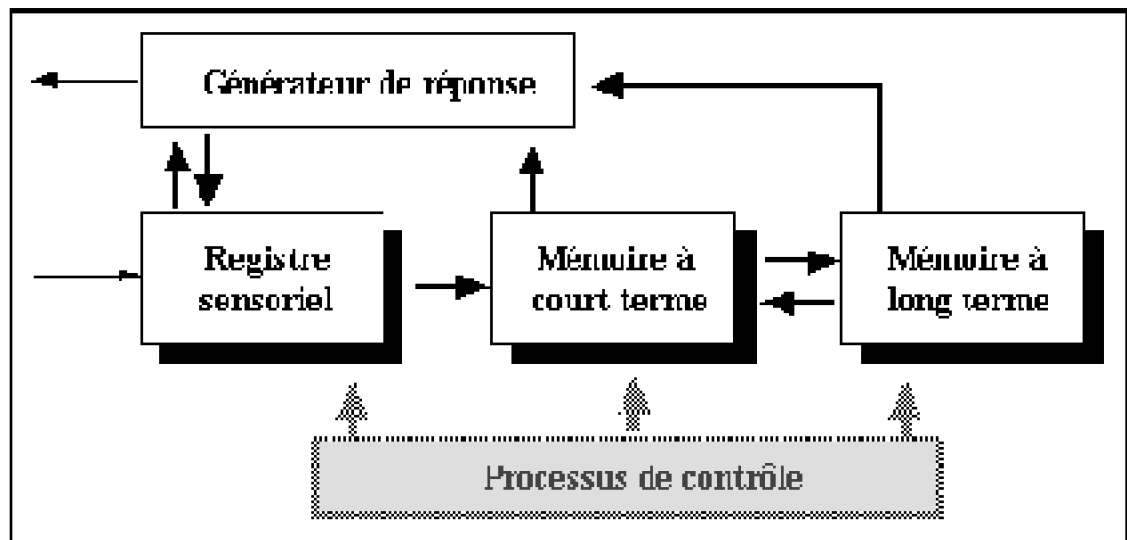 Générateur de réponse
Registre
sensoriel
Mémoire à
court terme
Mémoire à
long terme
Processus de contrôle